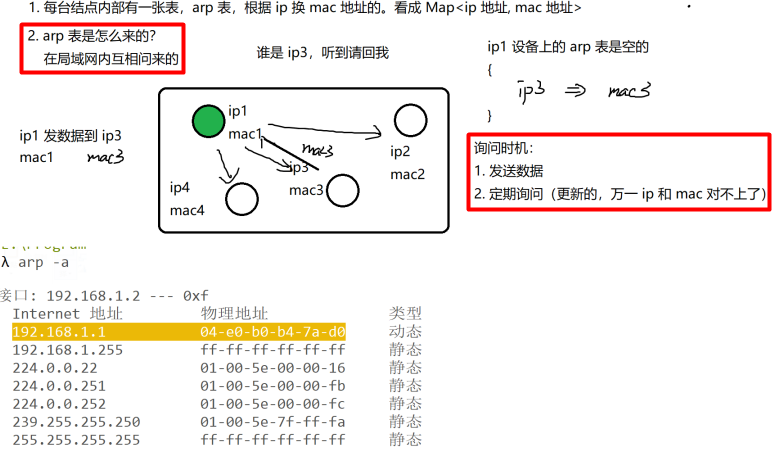 1. 每台结点内部有一张表，arp 表，根据 ip 换 mac 地址的。看成 Map<ip 地址, mac 地址>
2. arp 表是怎么来的？
在局域网内互相问来的
谁是 ip3，听到请回我
ip1 设备上的 arp 表是空的
{
ip3 ⇒ mac3
}
ip1 发数据到 ip3
mac1 mac3
ip1
mac1
mac3
ip2
mac2
ip3
mac3
ip4
mac4
询问时机：
1. 发送数据
2. 定期询问（更新的，万一 ip 和 mac 对不上了）
λ arp -a
接口: 192.168.1.2 --- 0xf
Internet 地址 物理地址 类型
192.168.1.1 04-e0-b0-b4-7a-d0 动态
192.168.1.255 ff-ff-ff-ff-ff-ff 静态
224.0.0.22 01-00-5e-00-00-16 静态
224.0.0.251 01-00-5e-00-00-fb 静态
224.0.0.252 01-00-5e-00-00-fc 静态
239.255.255.250 01-00-5e-7f-ff-fa 静态
255.255.255.255 ff-ff-ff-ff-ff-ff 静态